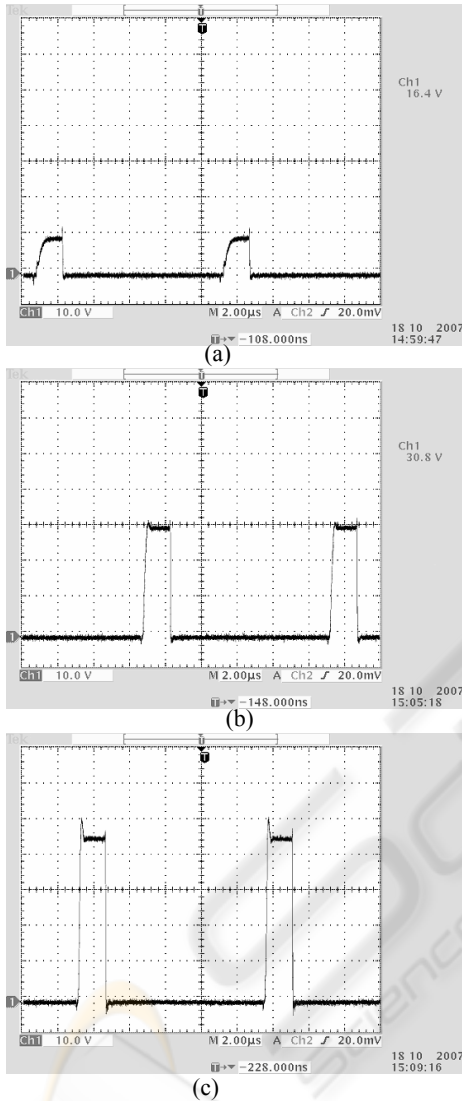 Tek
T
T
Ch1
16.4 V
1
Ch1 10.0 V M 2.00µs A Ch2 20.0mV
T -108.000ns
18 10 2007
14:59:47
(a)
Tek
T
T
Ch1
30.8 V
1
Ch1 10.0 V M 2.00µs A Ch2 20.0mV
T -148.000ns
18 10 2007
15:05:18
(b)
Tek
T
T
1
Ch1 10.0 V M 2.00µs A Ch2 20.0mV
T -228.000ns
18 10 2007
15:09:16
(c)